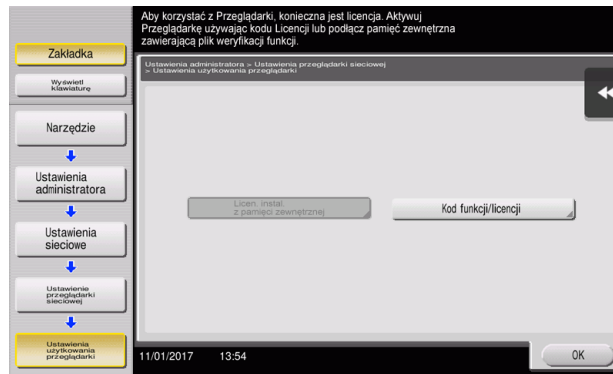 Aby korzystać z Przeglądarki, konieczna jest licencja. Aktywuj
Przeglądarkę używając kodu Licencji lub podłącz pamięć zewnętrzna
zawierającą plik weryfikacji funkcji.
Zakładka
Wyświetl
klawiaturę
Narzędzie
Ustawienia
administratora
Ustawienia
sieciowe
Ustawienie
przeglądarki
sieciowej
Ustawienia
użytkowania
przeglądarki
Ustawienia administratora > Ustawienia przeglądarki sieciowej
> Ustawienia użytkowania przeglądarki
Licen. instal.
z pamięci zewnętrznej
Kod funkcji/licencji
11/01/2017 13:54
OK